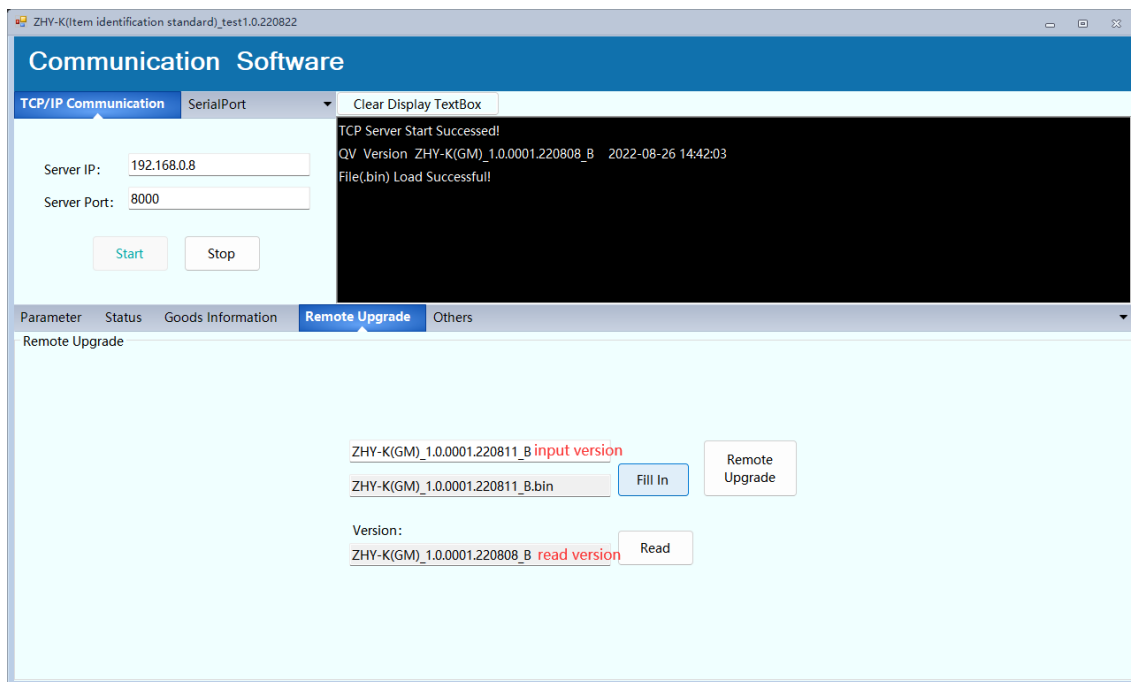 ZHY-K(Item identification standard)_test1.0.220822
Communication Software
TCP/IP Communication SerialPort Clear Display TextBox
TCP Server Start Successed!
QV Version ZHY-K(GM)_1.0.0001.220808_B 2022-08-26 14:42:03
File(.bin) Load Successful!
Server IP: 192.168.0.8
Server Port: 8000
Start Stop
Parameter Status Goods Information Remote Upgrade Others
Remote Upgrade
ZHY-K(GM)_1.0.0001.220811_B input version
ZHY-K(GM)_1.0.0001.220811_B.bin
Fill In
Remote
Upgrade
Version:
ZHY-K(GM)_1.0.0001.220808_B read version
Read